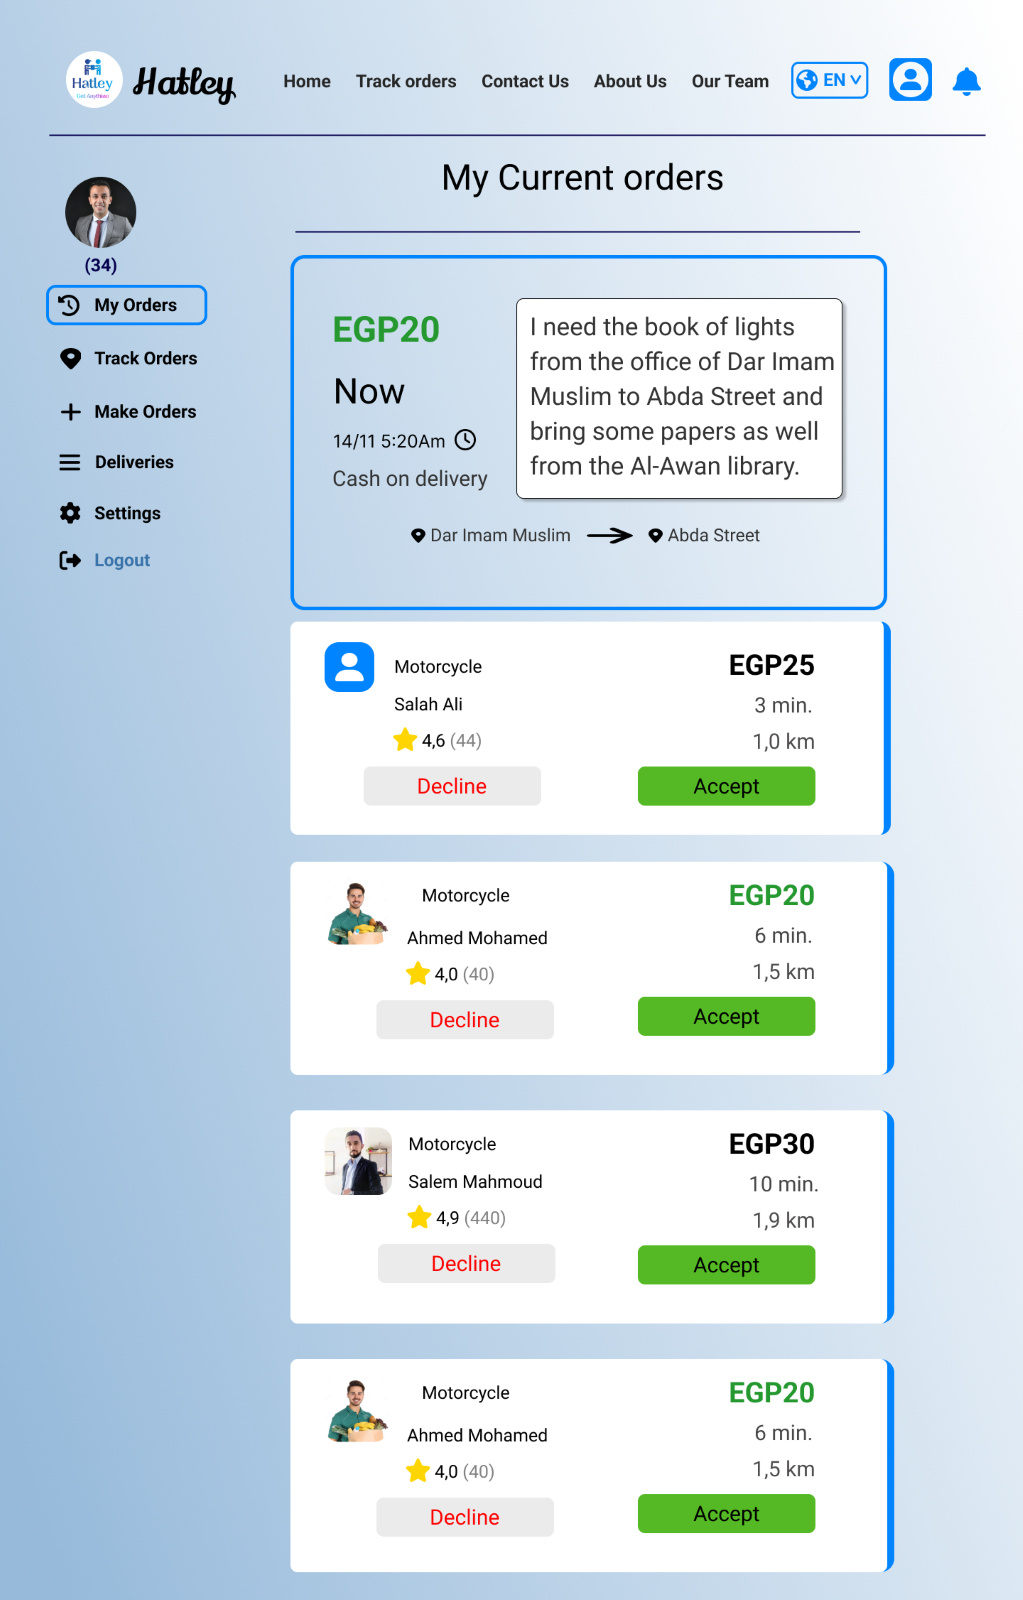 Hatley
Get Anything
Hatley
Home
Track orders
Contact Us
About Us
Our Team
EN
My Current orders
(34)
My Orders
Track Orders
Make Orders
Deliveries
Settings
Logout
EGP20
Now
14/11 5:20Am
Cash on delivery
I need the book of lights
from the office of Dar Imam
Muslim to Abda Street and
bring some papers as well
from the Al-Awan library.
Dar Imam Muslim
Abda Street
Motorcycle
Salah Ali
4,6 (44)
Decline
EGP25
3 min.
1,0 km
Accept
Motorcycle
Ahmed Mohamed
4,0 (40)
Decline
EGP20
6 min.
1,5 km
Accept
Motorcycle
Salem Mahmoud
4,9 (440)
Decline
EGP30
10 min.
1,9 km
Accept
Motorcycle
Ahmed Mohamed
4,0 (40)
Decline
EGP20
6 min.
1,5 km
Accept